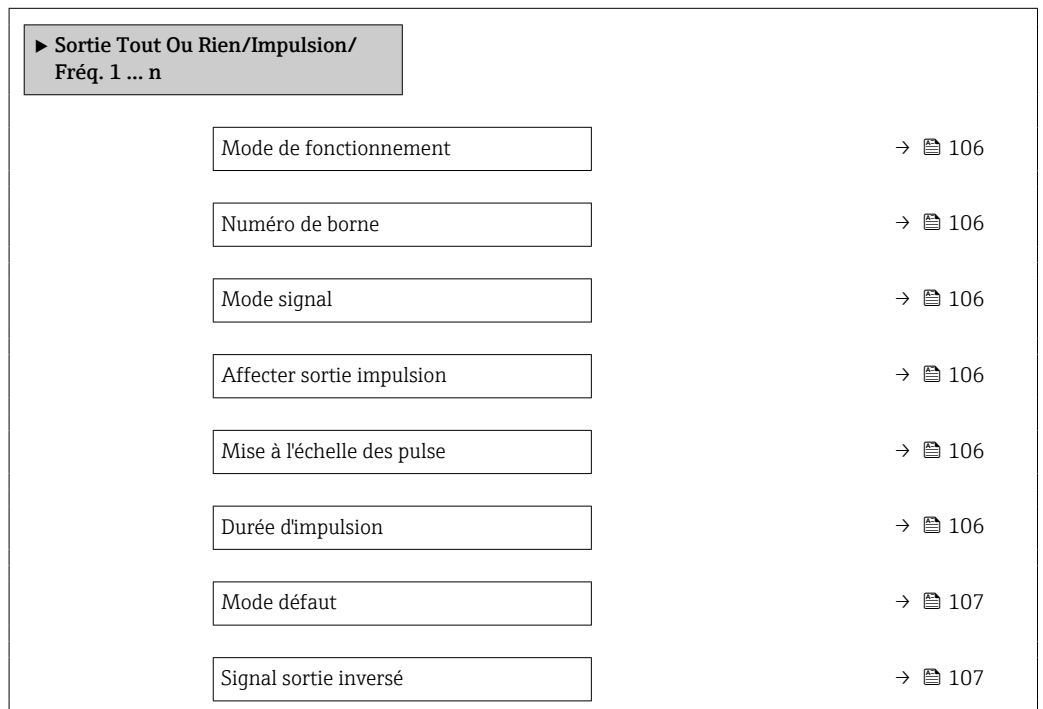 ▶ Sortie Tout Ou Rien/Impulsion/
Fréq. 1 ... n
Mode de fonctionnement → 106
Numéro de borne → 106
Mode signal → 106
Affecter sortie impulsion → 106
Mise à l'échelle des pulse → 106
Durée d'impulsion → 106
Mode défaut → 107
Signal sortie inversé → 107